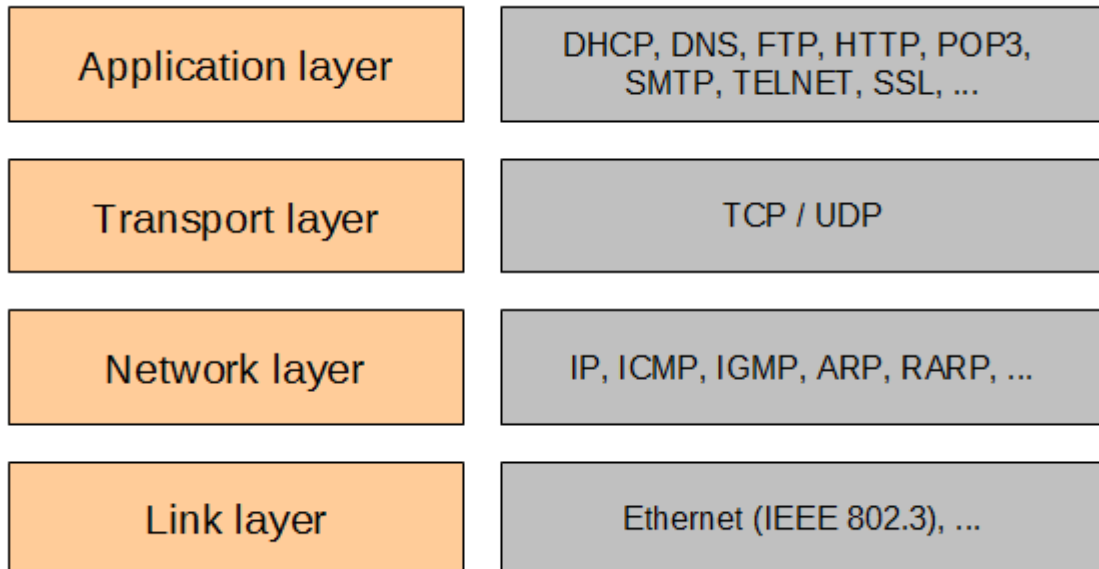 Application layer
DHCP, DNS, FTP, HTTP, POP3,
SMTP, TELNET, SSL, ...
Transport layer
TCP / UDP
Network layer
IP, ICMP, IGMP, ARP, RARP, ...
Link layer
Ethernet (IEEE 802.3), ...